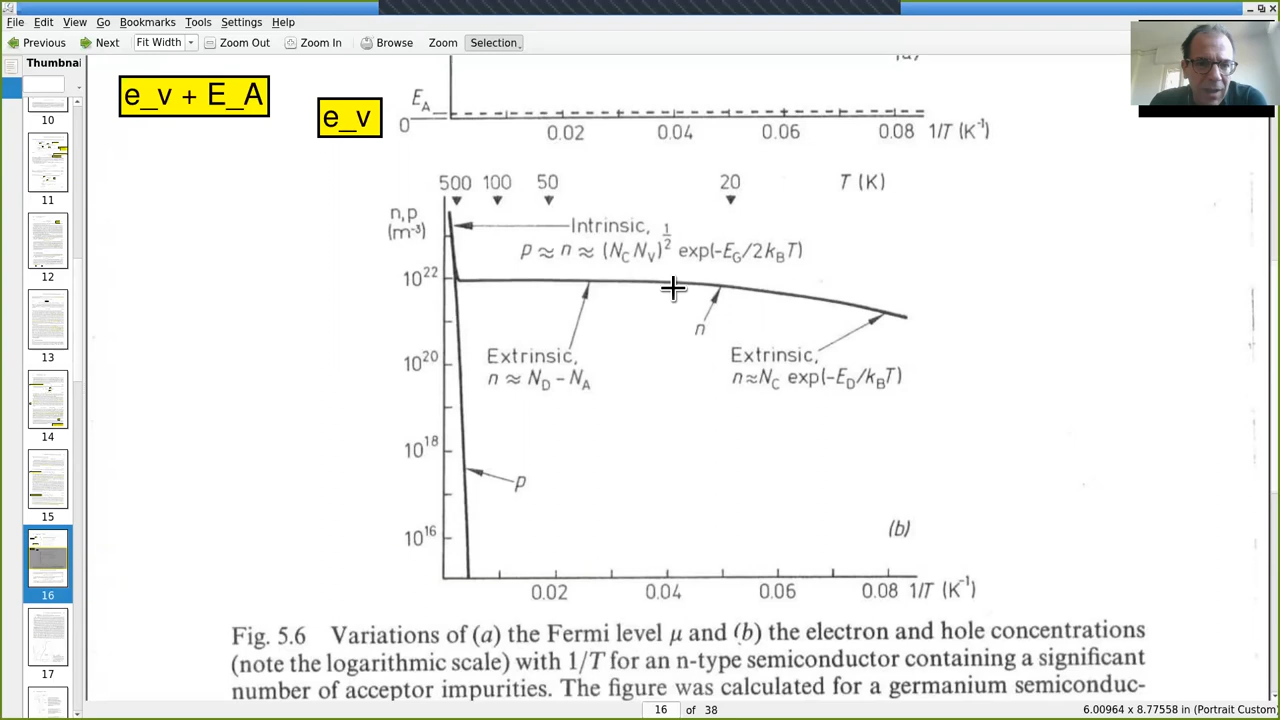 File Edit View Go Bookmarks Tools Settings Help
Previous Next Fit Width Zoom Out Zoom In Browse Zoom Selection
Thumbnai
10
11
12
13
14
15
16
17
e_v + E_A
e_v
E_A
0 0.02 0.04 0.06 0.08 1/T (K⁻¹)
500 100 50 20 T (K)
n,p
(m⁻³)
Intrinsic,
p ≈ n ≈ (N_C N_V)^½ exp(-E_G/2k_BT)
10²²
n
Extrinsic,
n ≈ N_D - N_A
Extrinsic,
n≈N_C exp(-E_D/k_BT)
10²⁰
10¹⁸
p
10¹⁶
(b)
0.02 0.04 0.06 0.08 1/T (K⁻¹)
Fig. 5.6 Variations of (a) the Fermi level μ and (b) the electron and hole concentrations
(note the logarithmic scale) with 1/T for an n-type semiconductor containing a significant
number of acceptor impurities. The figure was calculated for a germanium semiconduc-
16 of 38 6.00964 x 8.77558 in (Portrait Custom)